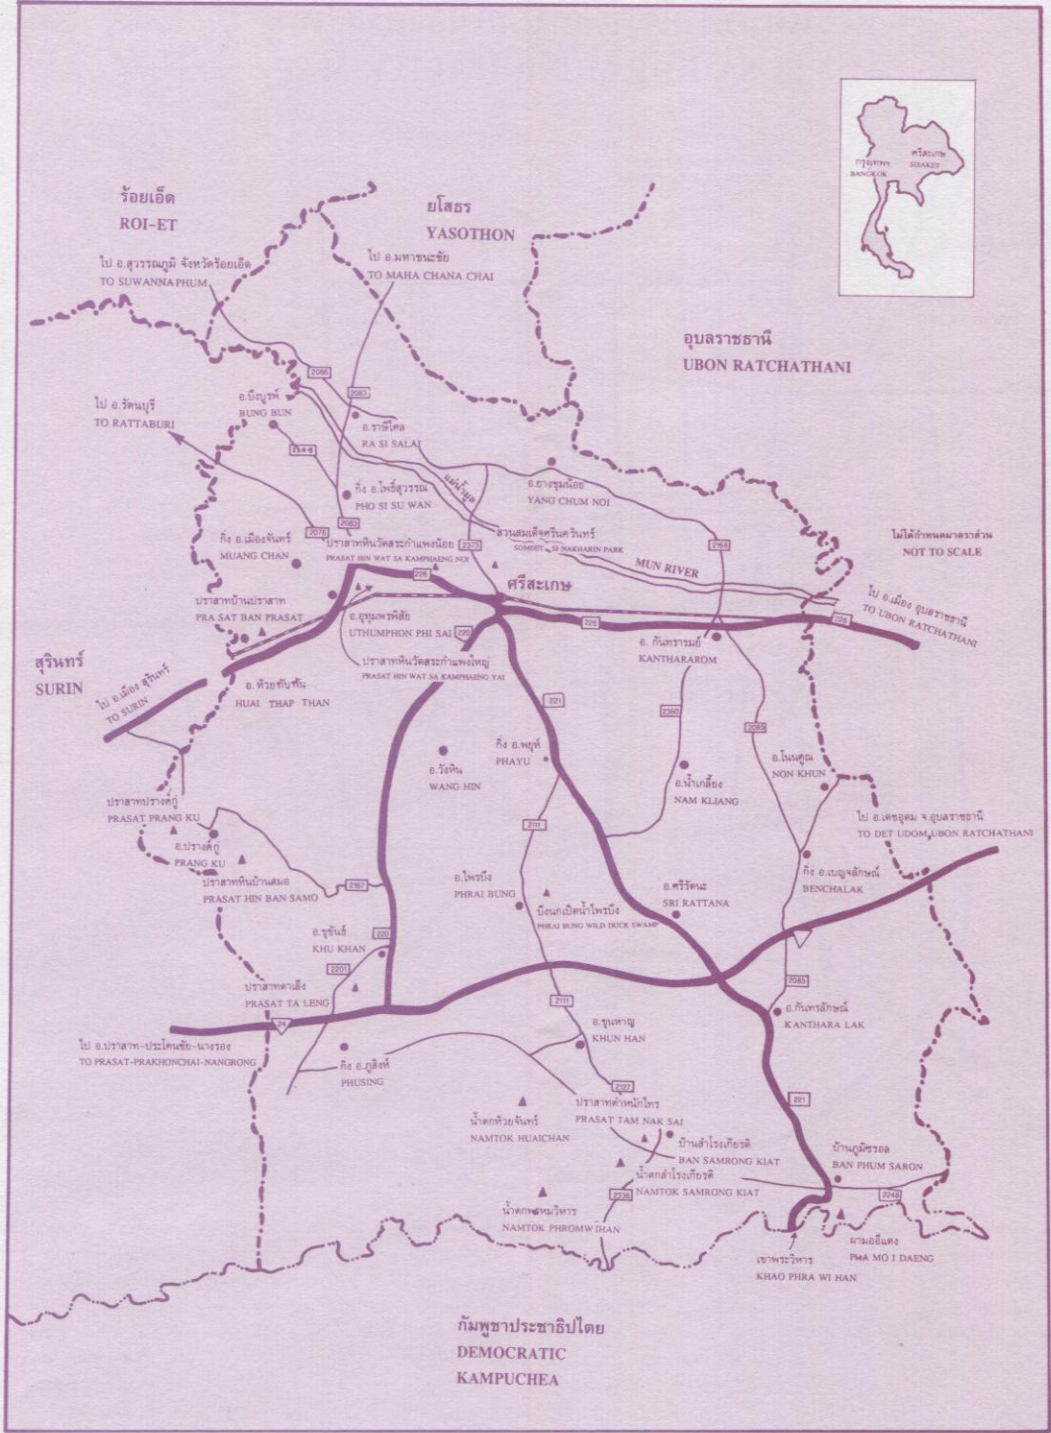 กรุงเทพฯ
BANGKOK
ศรีสะเกษ
SISAKET
ร้อยเอ็ด
ROI-ET
ยโสธร
YASOTHON
ไป อ.สุวรรณภูมิ จังหวัดร้อยเอ็ด
TO SUWANNAPHUM
ไป อ.มหาชนะชัย
TO MAHA CHANA CHAI
อุบลราชธานี
UBON RATCHATHANI
2086
2083
อ.บึงบูรพ์
BUNG BUN
ไป อ.รัตนบุรี
TO RATTABURI
อ.ราษีไศล
RA SI SALAI
แม่น้ำมูล
อ.ยางชุมน้อย
YANG CHUM NOI
กิ่ง อ.โพธิ์สุวรรณ
PHO SI SU WAN
2083
2076
2373
2168
กิ่ง อ.เมืองจันทร์
MUANG CHAN
ปราสาทหินวัดสระกำแพงน้อย
PRASAT HIN WAT SA KAMPHAENG NOI
สวนสมเด็จศรีนครินทร์
SOMDET SI NAKHARIN PARK
MUN RIVER
ไม่ได้กำหนดมาตราส่วน
NOT TO SCALE
226
ศรีสะเกษ
ปราสาทบ้านปราสาท
PRA SAT BAN PRASAT
อ.อุทุมพรพิสัย
UTHUMPHON PHI SAI
220
226
226
ไป อ.เมือง อุบลราชธานี
TO UBON RATCHATHANI
อ. กันทรารมย์
KANTHARAROM
ปราสาทหินวัดสระกำแพงใหญ่
PRASAT HIN WAT SA KAMPHAENG YAI
สุรินทร์
SURIN
ไป อ.เมือง สุรินทร์
TO SURIN
อ. ห้วยทับทัน
HUAI THAP THAN
221
2360
2085
กิ่ง อ.พยุห์
PHAYU
อ.วังหิน
WANG HIN
อ.น้ำเกลี้ยง
NAM KLIANG
อ.โนนคูณ
NON KHUN
ปราสาทปรางค์กู่
PRASAT PRANG KU
อ.ปรางค์กู่
PRANG KU
2111
ไป อ.เดชอุดม จ.อุบลราชธานี
TO DET UDOM,UBON RATCHATHANI
ปราสาทหินบ้านสมอ
PRASAT HIN BAN SAMO
2167
อ.ไพรบึง
PHRAI BUNG
อ.ศรีรัตนะ
SRI RATTANA
กิ่ง อ.เบญจลักษณ์
BENCHALAK
บึงนกเป็ดน้ำไพรบึง
PHRAI BUNG WILD DUCK SWAMP
อ.ขุขันธ์
KHU KHAN
220
2201
2085
ปราสาทตาเล็ง
PRASAT TA LENG
2111
อ.กันทรลักษณ์
KANTHARA LAK
24
อ.ขุนหาญ
KHUN HAN
ไป อ.ปราสาท-ประโคนชัย-นางรอง
TO PRASAT-PRAKHONCHAI-NANGRONG
กิ่ง อ.ภูสิงห์
PHUSING
2127
221
ปราสาทตำหนักไทร
PRASAT TAM NAK SAI
น้ำตกห้วยจันทร์
NAMTOK HUAICHAN
บ้านสำโรงเกียรติ
BAN SAMRONG KIAT
บ้านภูมิซรอล
BAN PHUM SARON
น้ำตกสำโรงเกียรติ
NAMTOK SAMRONG KIAT
2236
2248
น้ำตกพรหมวิหาร
NAMTOK PHROMWIHAN
ผามออีแดง
PHA MO I DAENG
เขาพระวิหาร
KHAO PHRA WI HAN
กัมพูชาประชาธิปไตย
DEMOCRATIC
KAMPUCHEA